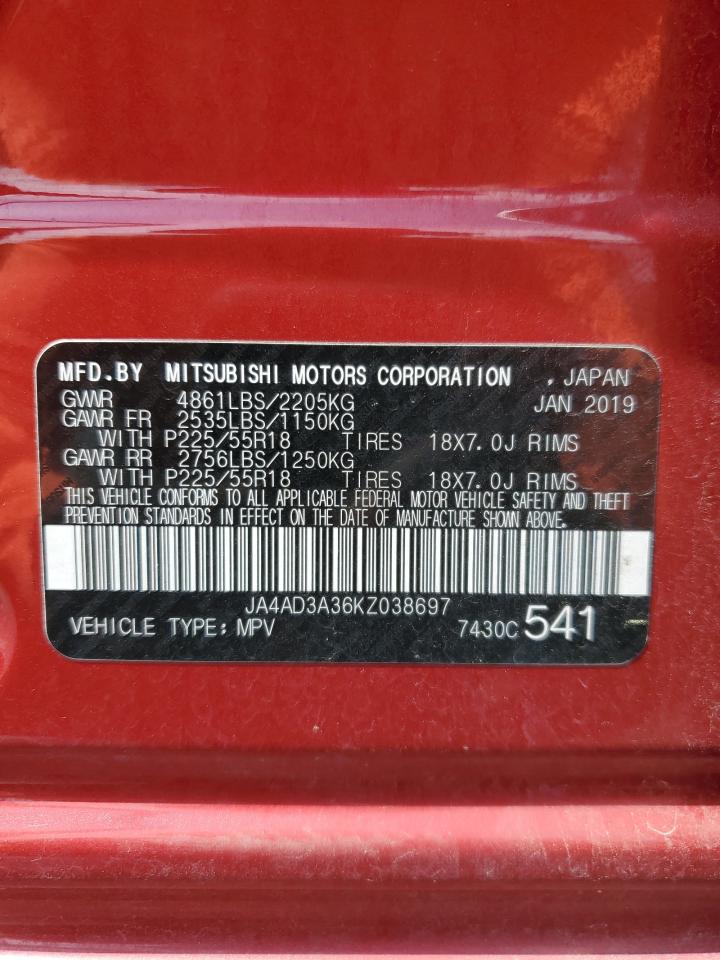 MFD.BY MITSUBISHI MOTORS CORPORATION , JAPAN
GVWR 4861LBS/2205KG JAN 2019
GAWR FR 2535LBS/1150KG
WITH P225/55R18 TIRES 18X7.0J RIMS
GAWR RR 2756LBS/1250KG
WITH P225/55R18 TIRES 18X7.0J RIMS
THIS VEHICLE CONFORMS TO ALL APPLICABLE FEDERAL MOTOR VEHICLE SAFETY AND THEFT
PREVENTION STANDARDS IN EFFECT ON THE DATE OF MANUFACTURE SHOWN ABOVE.
JA4AD3A36KZ038697
VEHICLE TYPE: MPV 7430C 541